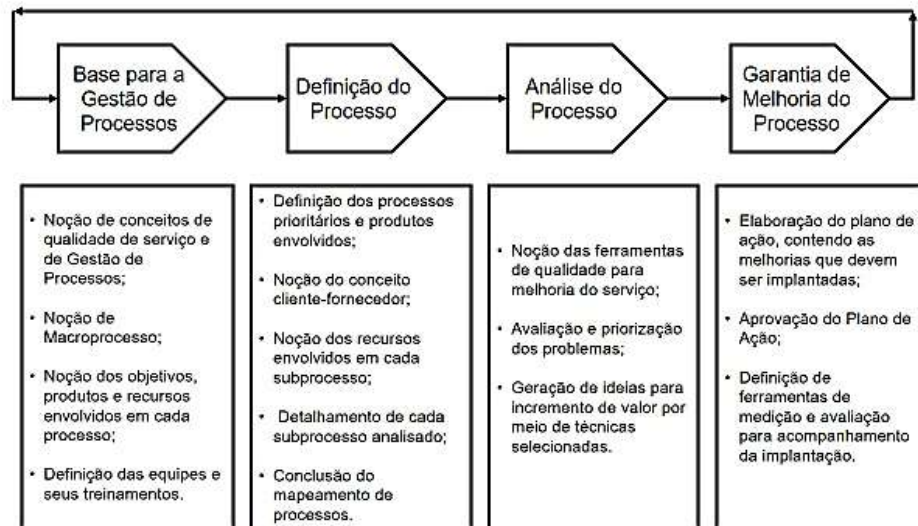 Base para a
Gestão de
Processos
Definição do
Processo
Análise do
Processo
Garantia de
Melhoria do
Processo
• Noção de conceitos de
qualidade de serviço e
de Gestão de
Processos;
• Noção de
Macroprocesso;
• Noção dos objetivos,
produtos e recursos
envolvidos em cada
processo;
• Definição das equipes e
seus treinamentos.
• Definição dos processos
prioritários e produtos
envolvidos;
• Noção do conceito
cliente-fornecedor;
• Noção dos recursos
envolvidos em cada
subprocesso;
• Detalhamento de cada
subprocesso analisado;
• Conclusão do
mapeamento de
processos.
• Noção das ferramentas
de qualidade para
melhoria do serviço;
• Avaliação e priorização
dos problemas;
• Geração de ideias para
incremento de valor por
meio de técnicas
selecionadas.
• Elaboração do plano de
ação, contendo as
melhorias que devem
ser implantadas;
• Aprovação do Plano de
Ação;
• Definição de
ferramentas de
medição e avaliação
para acompanhamento
da implantação.